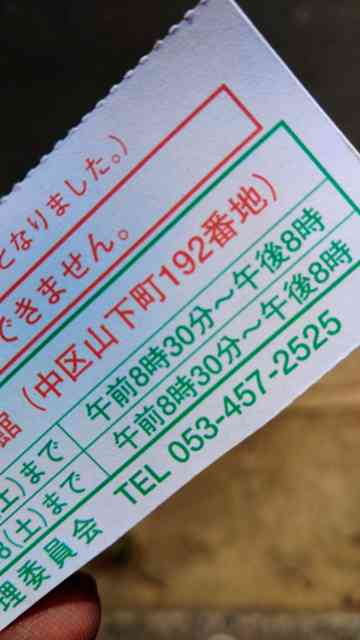 となりました。)
できません。
館(中区山下町192番地)
(土)まで 午前8時30分～午後8時
8(土)まで 午前8時30分～午後8時
理委員会 TEL 053-457-2525